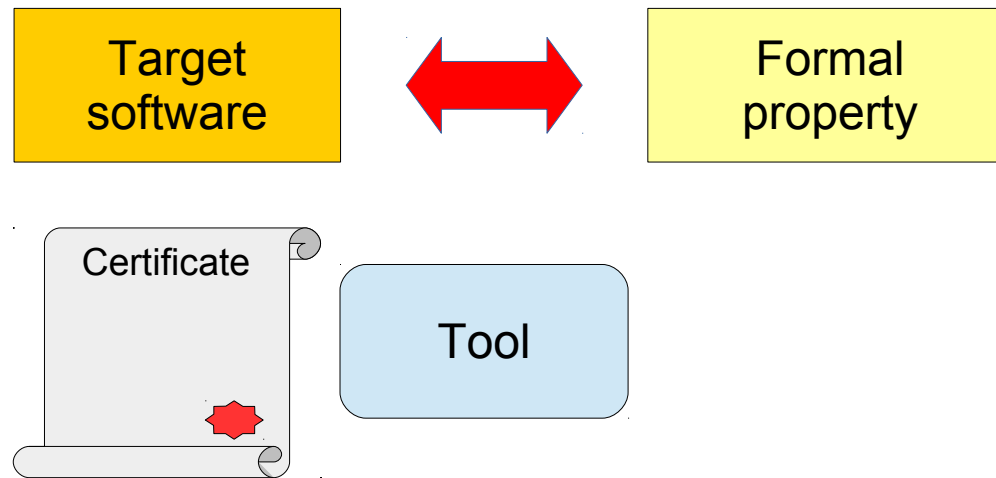 Target
software
Formal
property
Certificate
Tool